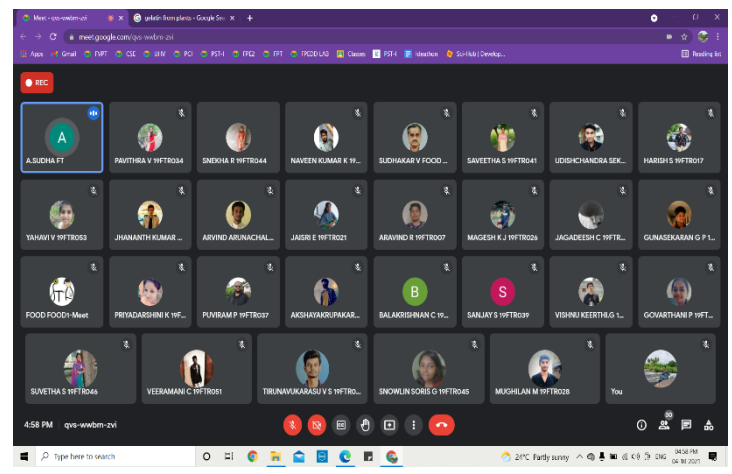 Meet - qvs-wwbm-zvi
gelatin from plants - Google Sea
meet.google.com/qvs-wwbm-zvi
Apps
Gmail
CSE
UHV
PCI
PST-I
FPE2
FPT
FPEDD LAB
Classes
PST-I
Ideathon
Sci-Hub | Develop...
Reading list
REC
A
A.SUDHA FT
PAVITHRA V 19FTR034
SNEKHA R 19FTR044
NAVEEN KUMAR K 19...
SUDHAKAR V FOOD ...
SAVEETHA S 19FTR041
UDISHCHANDRA SEK...
HARISH S 19FTR017
YAHAVI V 19FTR053
JHANANTH KUMAR ...
ARVIND ARUNACHAL...
JAISRI E 19FTR021
ARAVIND R 19FTR007
MAGESH K J 19FTR026
JAGADEESH C 19FTR...
GUNASEKARAN G P 1...
B
S
FOOD FOOD1-Meet
PRIYADARSHINI K 19F...
PUVIRAM P 19FTR037
AKSHAYAKRUPAKAR...
BALAKRISHNAN C 19...
SANJAY S 19FTR039
VISHNU KEERTHI.G 1...
GOVARTHANI P 19FT...
SUVETHA S 19FTR046
VEERAMANI C 19FTR051
TIRUNAVUKARASU V S 19FTR0...
SNOWLIN SORIS G 19FTR045
MUGHILAN M 19FTR028
You
4:58 PM | qvs-wwbm-zvi
Type here to search
24°C Partly sunny
ENG
04:58 PM